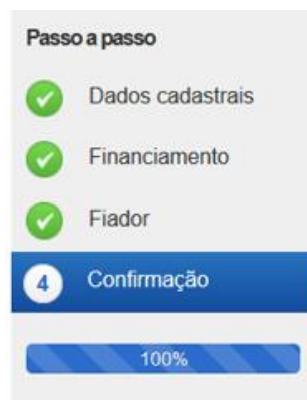 Passo a passo
Dados cadastrais
Financiamento
Fiador
4 Confirmação
100%